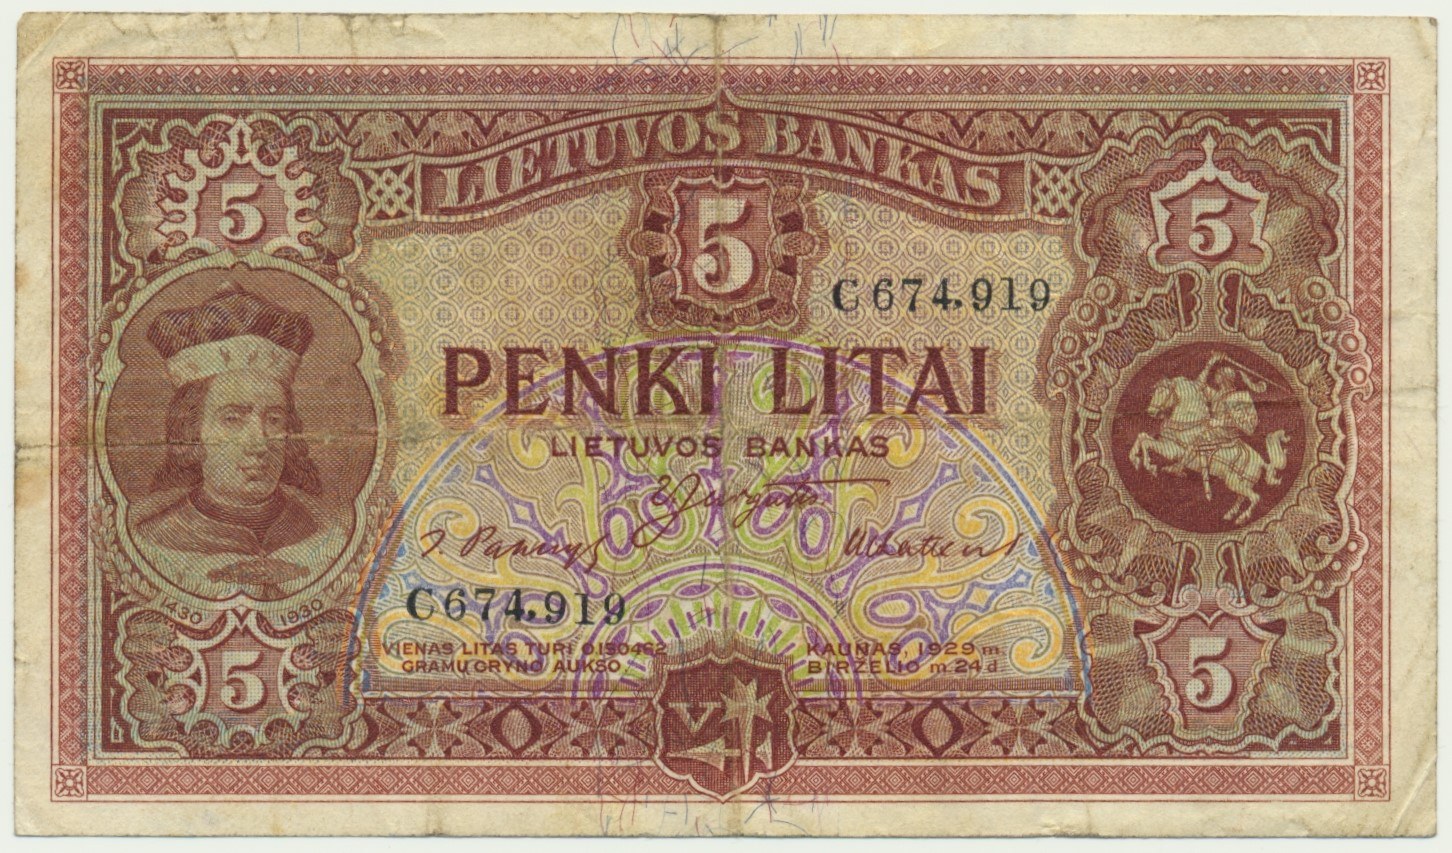 LIETUVOS BANKAS
5
5
5
C674.919
PENKI LITAI
LIETUVOS BANKAS
C674.919
1430 1930
VIENAS LITAS TURI 0.150462
GRAMŲ GRYNO AUKSO.
KAUNAS, 1929 m
BIRŽELIO m 24 d
5
5
V